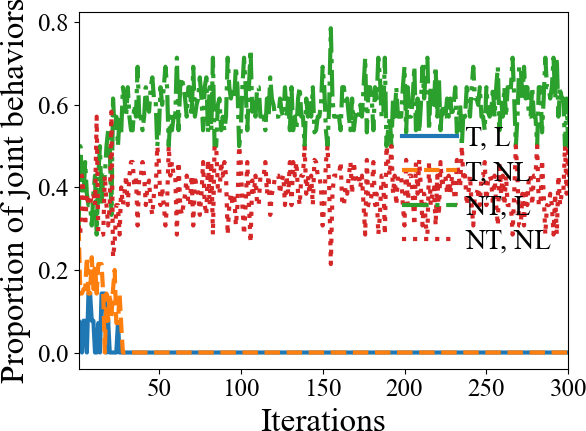 Proportion of joint behaviors
0.8
0.6
0.4
0.2
0.0
T, L
T, NL
NT, L
NT, NL
50
100
150
200
250
300
Iterations